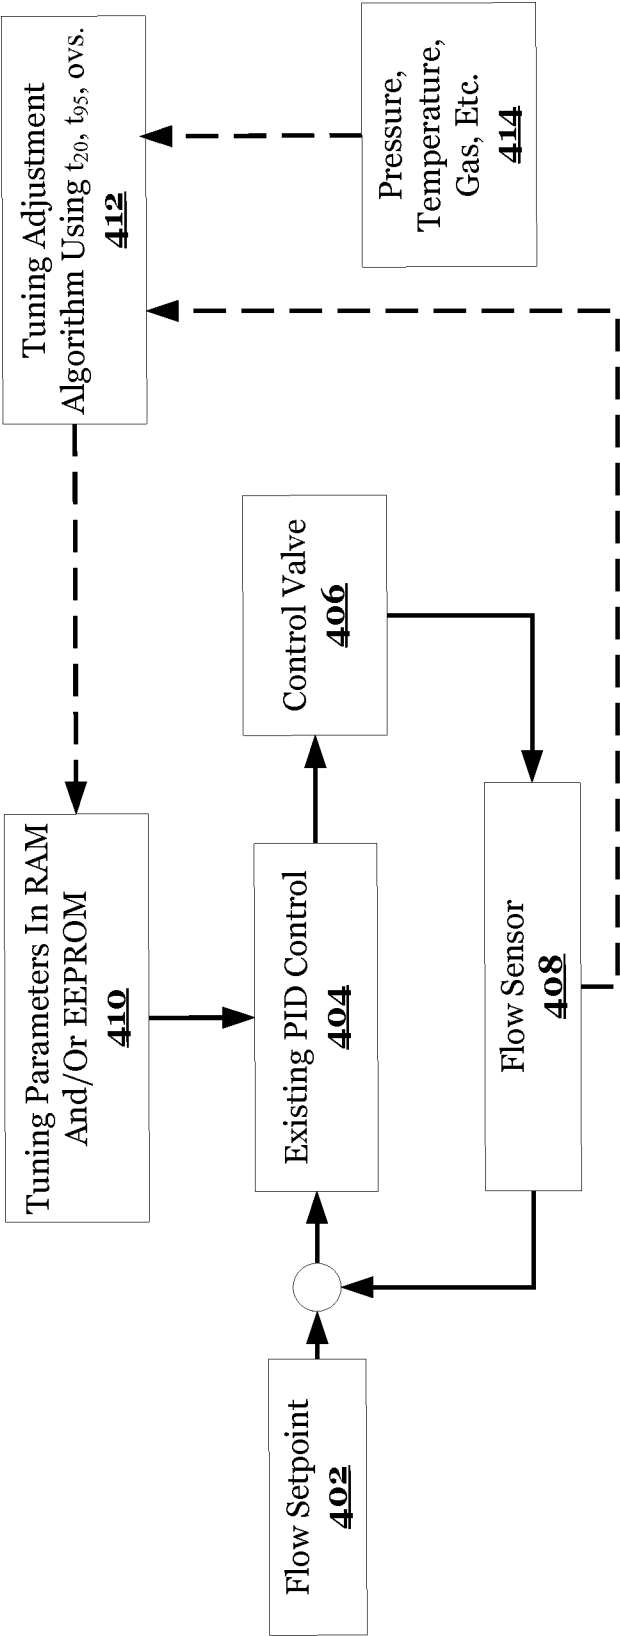 Tuning Parameters In RAM
And/Or EEPROM
410
Tuning Adjustment
Algorithm Using t20, t95, ovs.
412
Flow Setpoint
402
Existing PID Control
404
Control Valve
406
Pressure,
Temperature,
Gas, Etc.
414
Flow Sensor
408